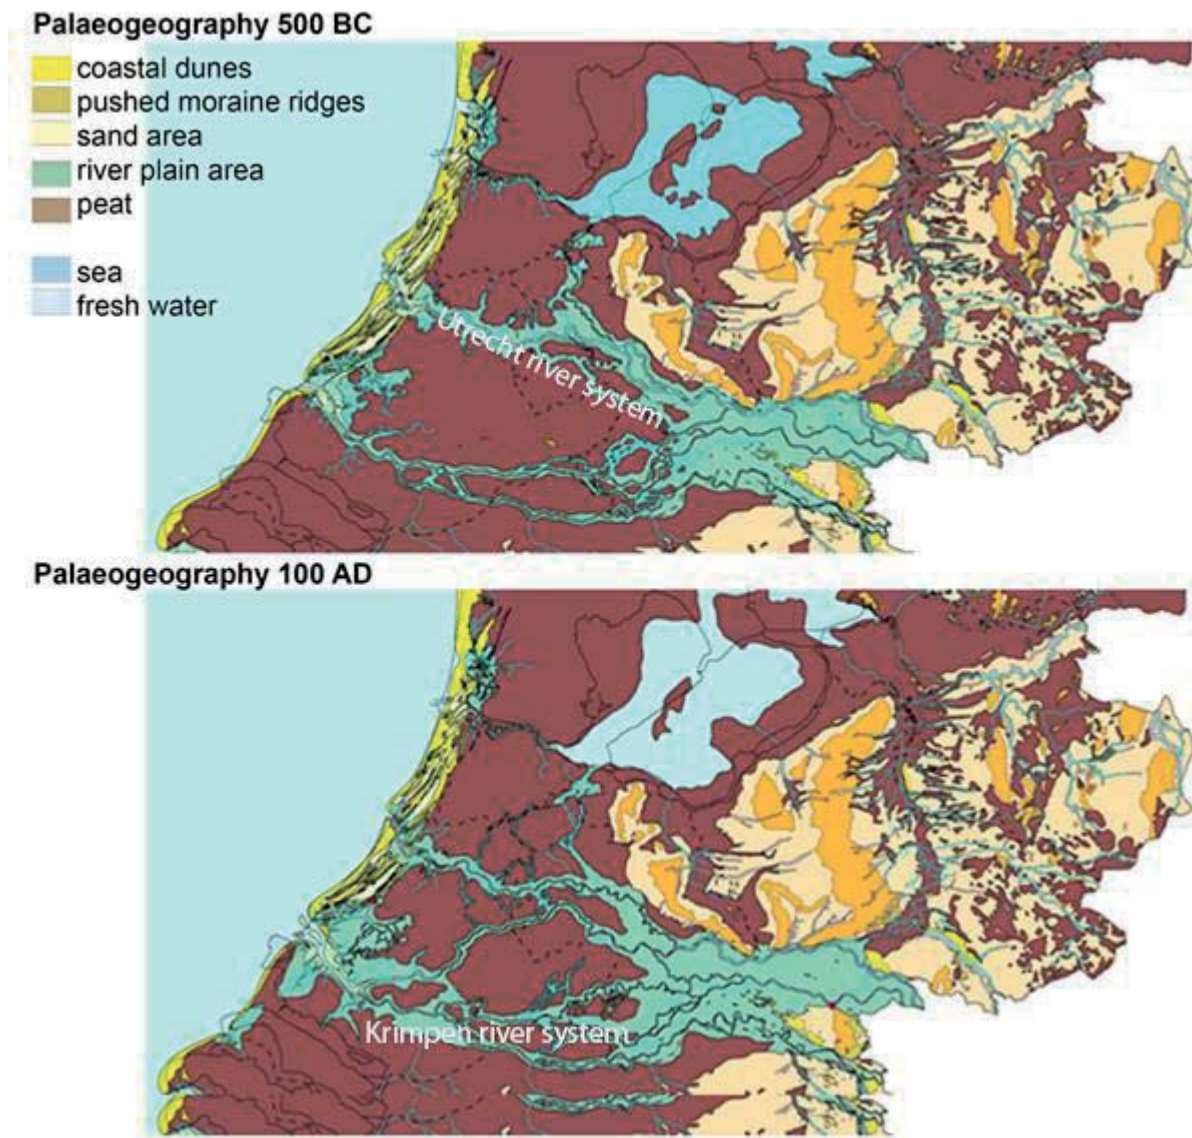 Palaeogeography 500 BC
coastal dunes
pushed moraine ridges
sand area
river plain area
peat
sea
fresh water
Utrecht river system
Palaeogeography 100 AD
Krimpen river system